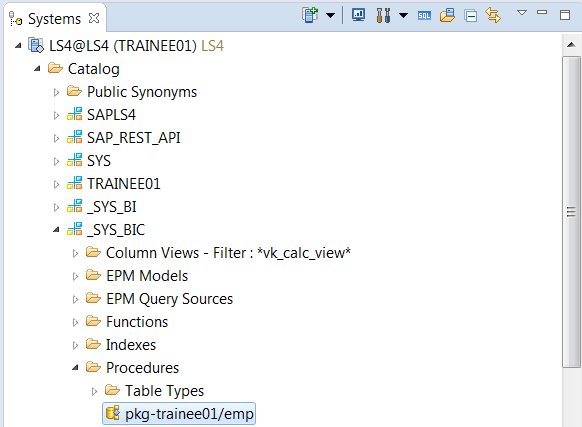 Systems
SQL
LS4@LS4 (TRAINEE01) LS4
Catalog
Public Synonyms
SAPLS4
SAP_REST_API
SYS
TRAINEE01
_SYS_BI
_SYS_BIC
Column Views - Filter : *vk_calc_view*
EPM Models
EPM Query Sources
Functions
Indexes
Procedures
Table Types
pkg-trainee01/emp